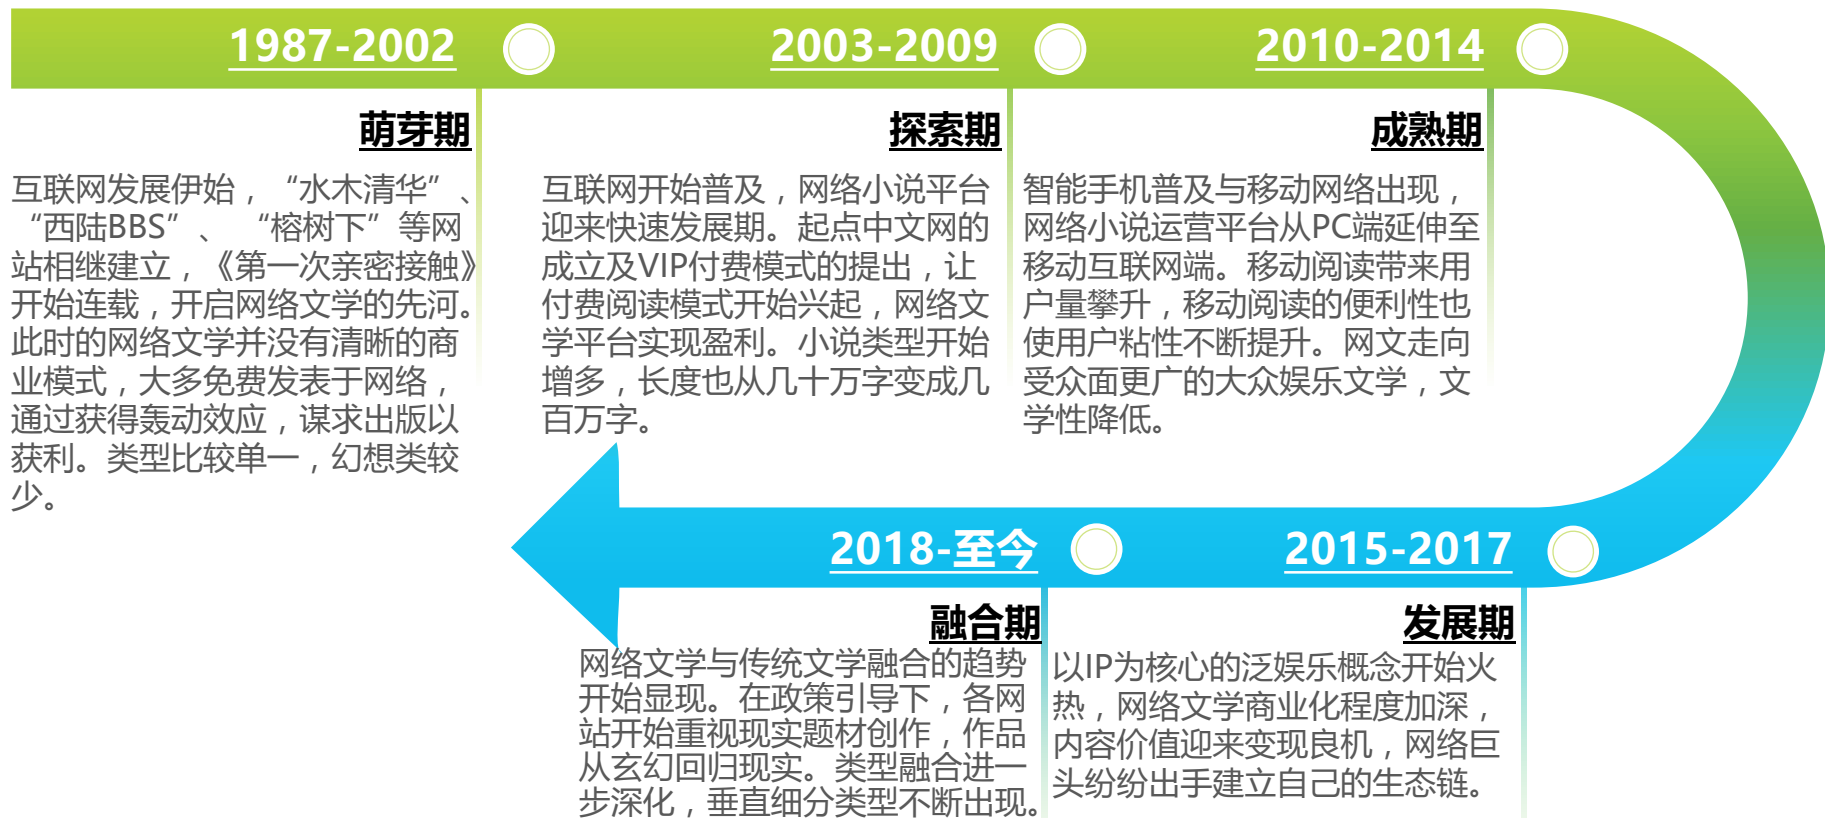 1987-2002
萌芽期
互联网发展伊始，“水木清华”、
“西陆BBS”、 “榕树下”等网
站相继建立，《第一次亲密接触》
开始连载，开启网络文学的先河。
此时的网络文学并没有清晰的商
业模式，大多免费发表于网络，
通过获得轰动效应，谋求出版以
获利。类型比较单一，幻想类较
少。
2003-2009
探索期
互联网开始普及，网络小说平台
迎来快速发展期。起点中文网的
成立及VIP付费模式的提出，让
付费阅读模式开始兴起，网络文
学平台实现盈利。小说类型开始
增多，长度也从几十万字变成几
百万字。
2010-2014
成熟期
智能手机普及与移动网络出现，
网络小说运营平台从PC端延伸至
移动互联网端。移动阅读带来用
户量攀升，移动阅读的便利性也
使用户粘性不断提升。网文走向
受众面更广的大众娱乐文学，文
学性降低。
2015-2017
发展期
以IP为核心的泛娱乐概念开始火
热，网络文学商业化程度加深，
内容价值迎来变现良机，网络巨
头纷纷出手建立自己的生态链。
2018-至今
融合期
网络文学与传统文学融合的趋势
开始显现。在政策引导下，各网
站开始重视现实题材创作，作品
从玄幻回归现实。类型融合进一
步深化，垂直细分类型不断出现。